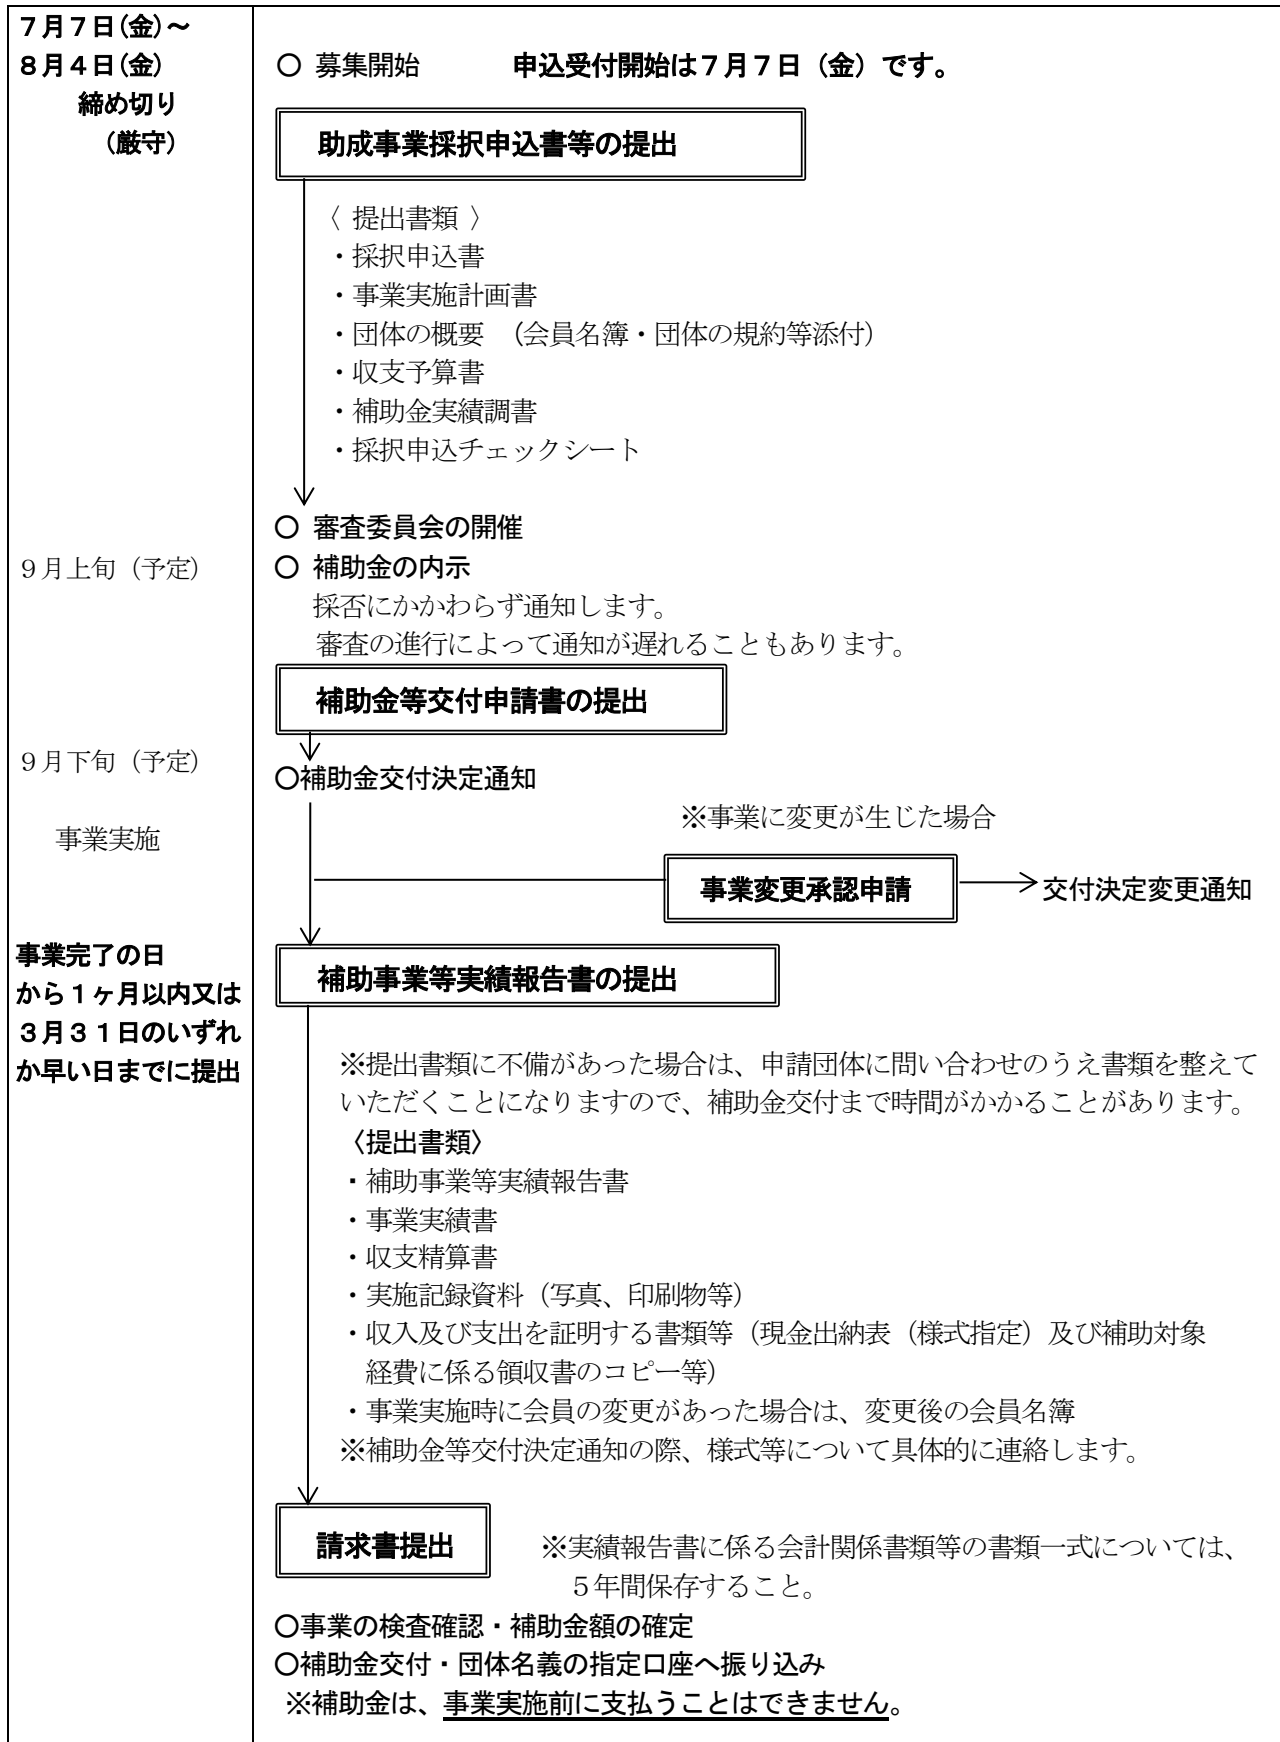 ７月７日(金)～
８月４日(金)
締め切り
（厳守）
○ 募集開始　　　申込受付開始は７月７日（金）です。
助成事業採択申込書等の提出
〈 提出書類 〉
・採択申込書
・事業実施計画書
・団体の概要 （会員名簿・団体の規約等添付）
・収支予算書
・補助金実績調書
・採択申込チェックシート
○ 審査委員会の開催
９月上旬（予定）
○ 補助金の内示
採否にかかわらず通知します。
審査の進行によって通知が遅れることもあります。
補助金等交付申請書の提出
９月下旬（予定）
○補助金交付決定通知
※事業に変更が生じた場合
事業実施
事業変更承認申請
交付決定変更通知
事業完了の日
から１ヶ月以内又は
３月３１日のいずれ
か早い日までに提出
補助事業等実績報告書の提出
※提出書類に不備があった場合は、申請団体に問い合わせのうえ書類を整えて
いただくことになりますので、補助金交付まで時間がかかることがあります。
〈提出書類〉
・補助事業等実績報告書
・事業実績書
・収支精算書
・実施記録資料（写真、印刷物等）
・収入及び支出を証明する書類等（現金出納表（様式指定）及び補助対象
経費に係る領収書のコピー等）
・事業実施時に会員の変更があった場合は、変更後の会員名簿
※補助金等交付決定通知の際、様式等について具体的に連絡します。
請求書提出
※実績報告書に係る会計関係書類等の書類一式については、
５年間保存すること。
○事業の検査確認・補助金額の確定
○補助金交付・団体名義の指定口座へ振り込み
※補助金は、事業実施前に支払うことはできません。